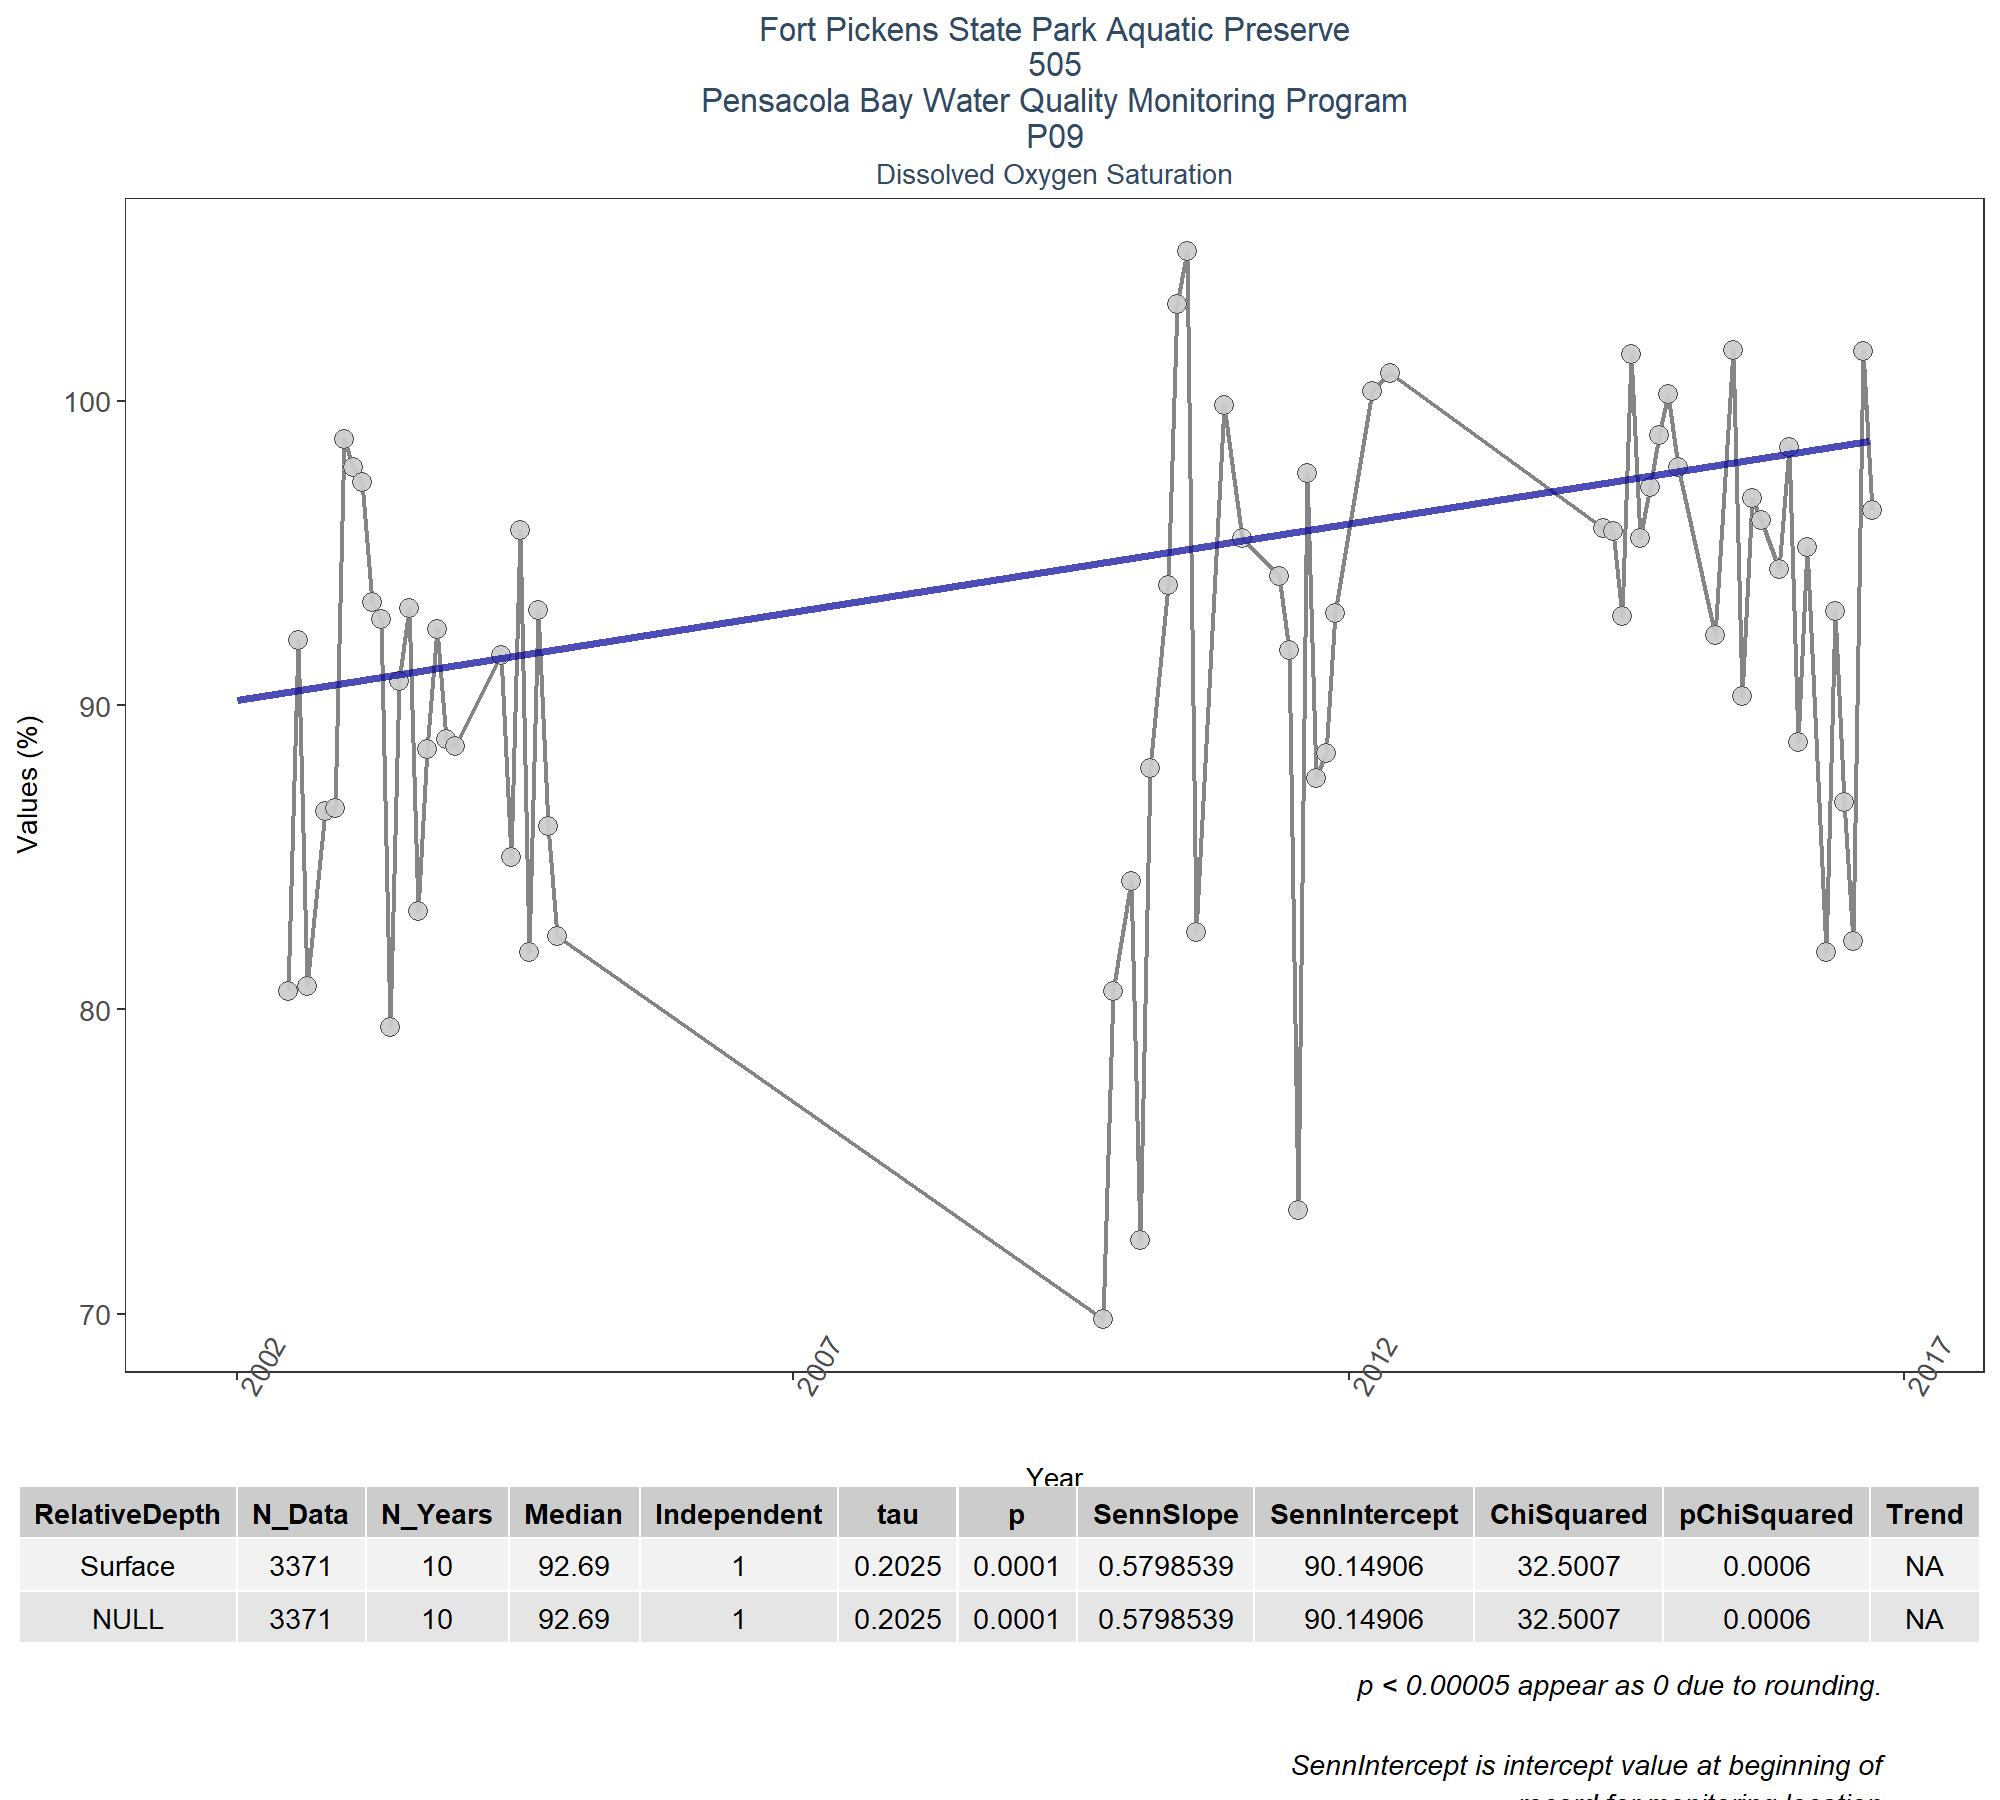 Fort Pickens State Park Aquatic Preserve
505
Pensacola Bay Water Quality Monitoring Program
P09
Dissolved Oxygen Saturation
Values (%)
100
90
80
70
2002 2007 2012 2017
Year
RelativeDepth N_Data N_Years Median Independent tau p SennSlope SennIntercept ChiSquared pChiSquared Trend
Surface 3371 10 92.69 1 0.2025 0.0001 0.5798539 90.14906 32.5007 0.0006 NA
NULL 3371 10 92.69 1 0.2025 0.0001 0.5798539 90.14906 32.5007 0.0006 NA
p < 0.00005 appear as 0 due to rounding.
SennIntercept is intercept value at beginning of
record for monitoring location